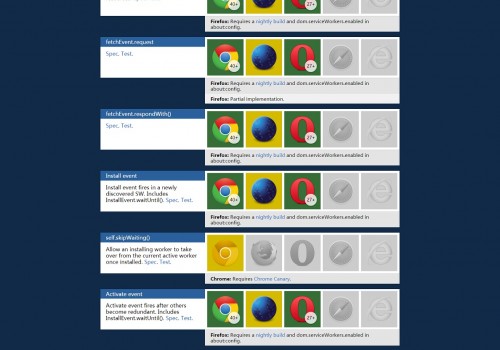 40+
27+
Firefox: Requires a nightly build and dom.serviceWorkers.enabled in
about:config.
fetchEvent.request
Spec. Test.
40+
27+
Firefox: Requires a nightly build and dom.serviceWorkers.enabled in
about:config.
Firefox: Partial implementation.
fetchEvent.respondWith()
Spec. Test.
40+
27+
Firefox: Requires a nightly build and dom.serviceWorkers.enabled in
about:config.
Install event
Install event fires in a newly
discovered SW. Includes
InstallEvent.waitUntil(). Spec. Test.
40+
27+
Firefox: Requires a nightly build and dom.serviceWorkers.enabled in
about:config.
self.skipWaiting()
Allow an installing worker to take
over from the current active worker
once installed. Spec. Test.
Chrome: Requires Chrome Canary.
Activate event
Activate event fires after others
become redundant. Includes
InstallEvent.waitUntil(). Spec. Test.
40+
27+
Firefox: Requires a nightly build and dom.serviceWorkers.enabled in
about:config.